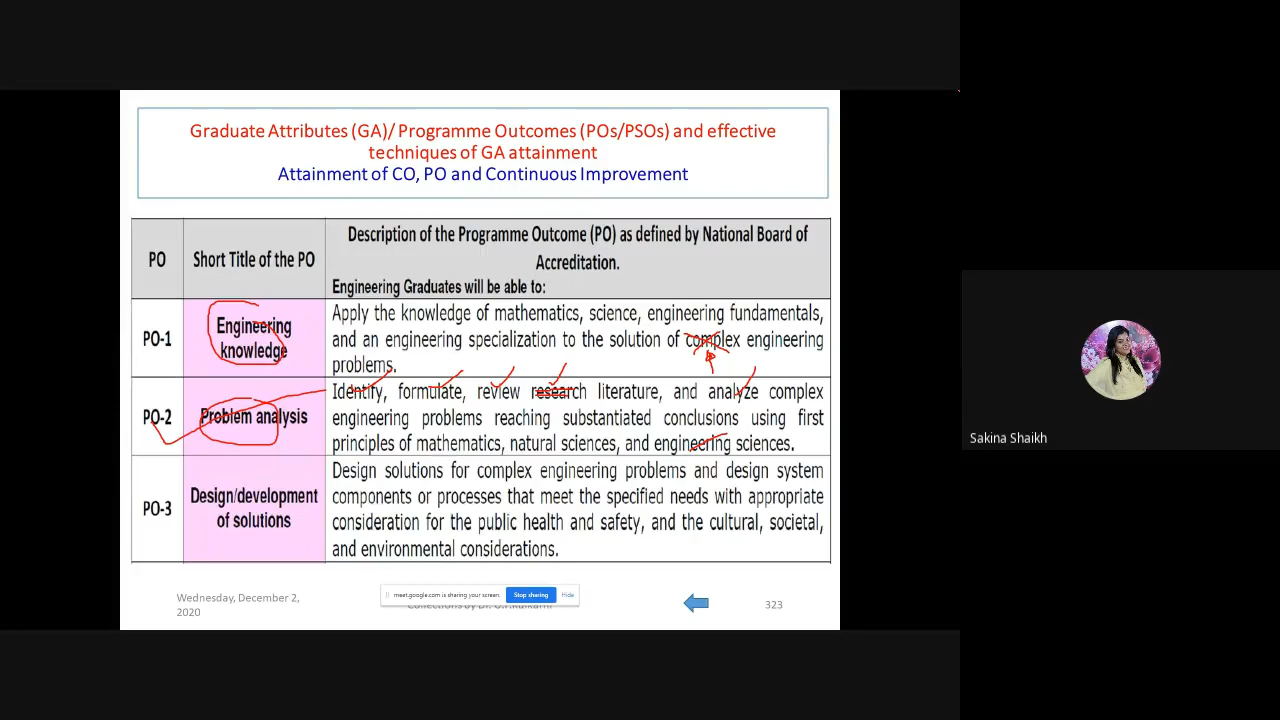 Graduate Attributes (GA)/ Programme Outcomes (POs/PSOs) and effective
techniques of GA attainment
Attainment of CO, PO and Continuous Improvement
PO
Short Title of the PO
Description of the Programme Outcome (PO) as defined by National Board of
Accreditation.
Engineering Graduates will be able to:
PO-1
Engineering
knowledge
Apply the knowledge of mathematics, science, engineering fundamentals,
and an engineering specialization to the solution of complex engineering
problems.
PO-2
Problem analysis
Identify, formulate, review research literature, and analyze complex
engineering problems reaching substantiated conclusions using first
principles of mathematics, natural sciences, and engineering sciences.
PO-3
Design/development
of solutions
Design solutions for complex engineering problems and design system
components or processes that meet the specified needs with appropriate
consideration for the public health and safety, and the cultural, societal,
and environmental considerations.
Wednesday, December 2,
2020
meet.google.com is sharing your screen.
Stop sharing
Hide
323
Sakina Shaikh